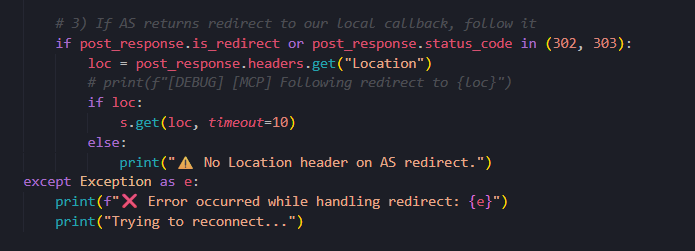 # 3) If AS returns redirect to our local callback, follow it
if post_response.is_redirect or post_response.status_code in (302, 303):
loc = post_response.headers.get("Location")
# print(f"[DEBUG] [MCP] Following redirect to {loc}")
if loc:
s.get(loc, timeout=10)
else:
print("⚠️ No Location header on AS redirect.")
except Exception as e:
print(f"❌ Error occurred while handling redirect: {e}")
print("Trying to reconnect...")